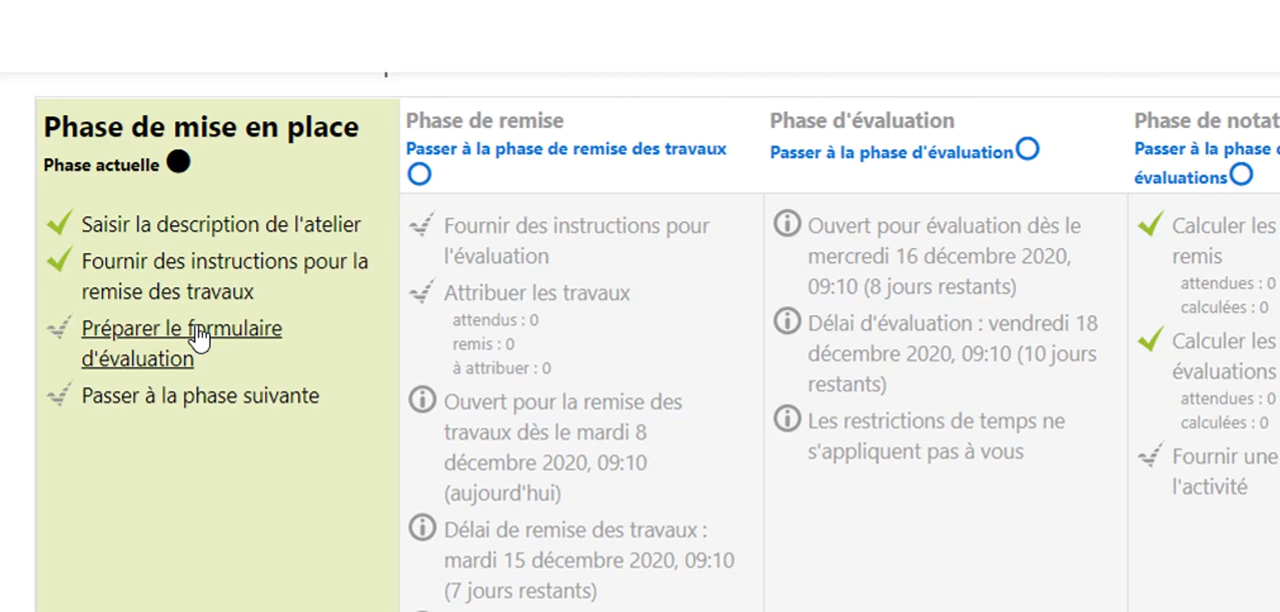 Phase de mise en place
Phase actuelle
Saisir la description de l'atelier
Fournir des instructions pour la
remise des travaux
Préparer le formulaire
d'évaluation
Passer à la phase suivante
Phase de remise
Passer à la phase de remise des travaux
Fournir des instructions pour
l'évaluation
Attribuer les travaux
attendus : 0
remis : 0
à attribuer : 0
Ouvert pour la remise des
travaux dès le mardi 8
décembre 2020, 09:10
(aujourd'hui)
Délai de remise des travaux :
mardi 15 décembre 2020, 09:10
(7 jours restants)
Phase d'évaluation
Passer à la phase d'évaluation
Ouvert pour évaluation dès le
mercredi 16 décembre 2020,
09:10 (8 jours restants)
Délai d'évaluation : vendredi 18
décembre 2020, 09:10 (10 jours
restants)
Les restrictions de temps ne
s'appliquent pas à vous
Phase de notat
Passer à la phase d
évaluations
Calculer les
remis
attendues : 0
calculées : 0
Calculer les
évaluations
attendues : 0
calculées : 0
Fournir une
l'activité